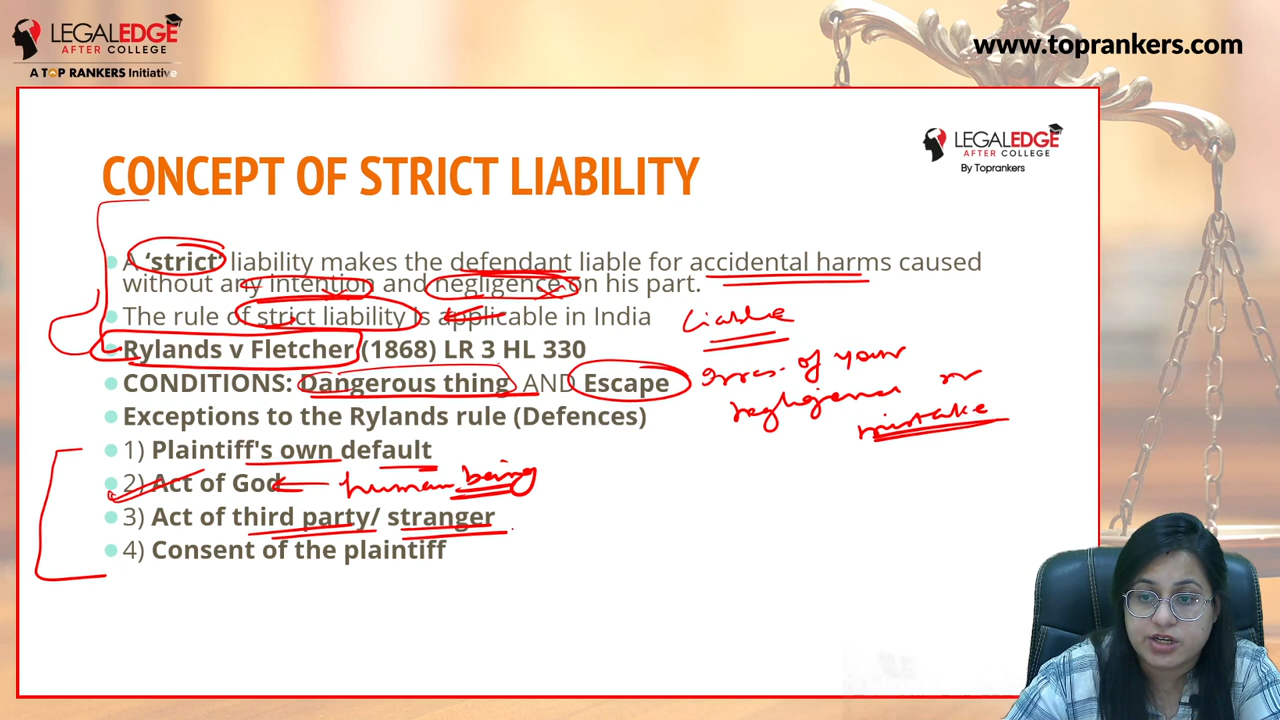 LEGALEDGE
AFTER COLLEGE
A TOP RANKERS Initiative
www.toprankers.com
LEGALEDGE
AFTER COLLEGE
By Toprankers
CONCEPT OF STRICT LIABILITY
A ‘strict’ liability makes the defendant liable for accidental harms caused
without any intention and negligence on his part.
The rule of strict liability is applicable in India
Liable
Rylands v Fletcher (1868) LR 3 HL 330
CONDITIONS: Dangerous thing AND Escape
Irres. of your
negligence or
mistake
Exceptions to the Rylands rule (Defences)
1) Plaintiff's own default
2) Act of God
human being
3) Act of third party/ stranger
4) Consent of the plaintiff